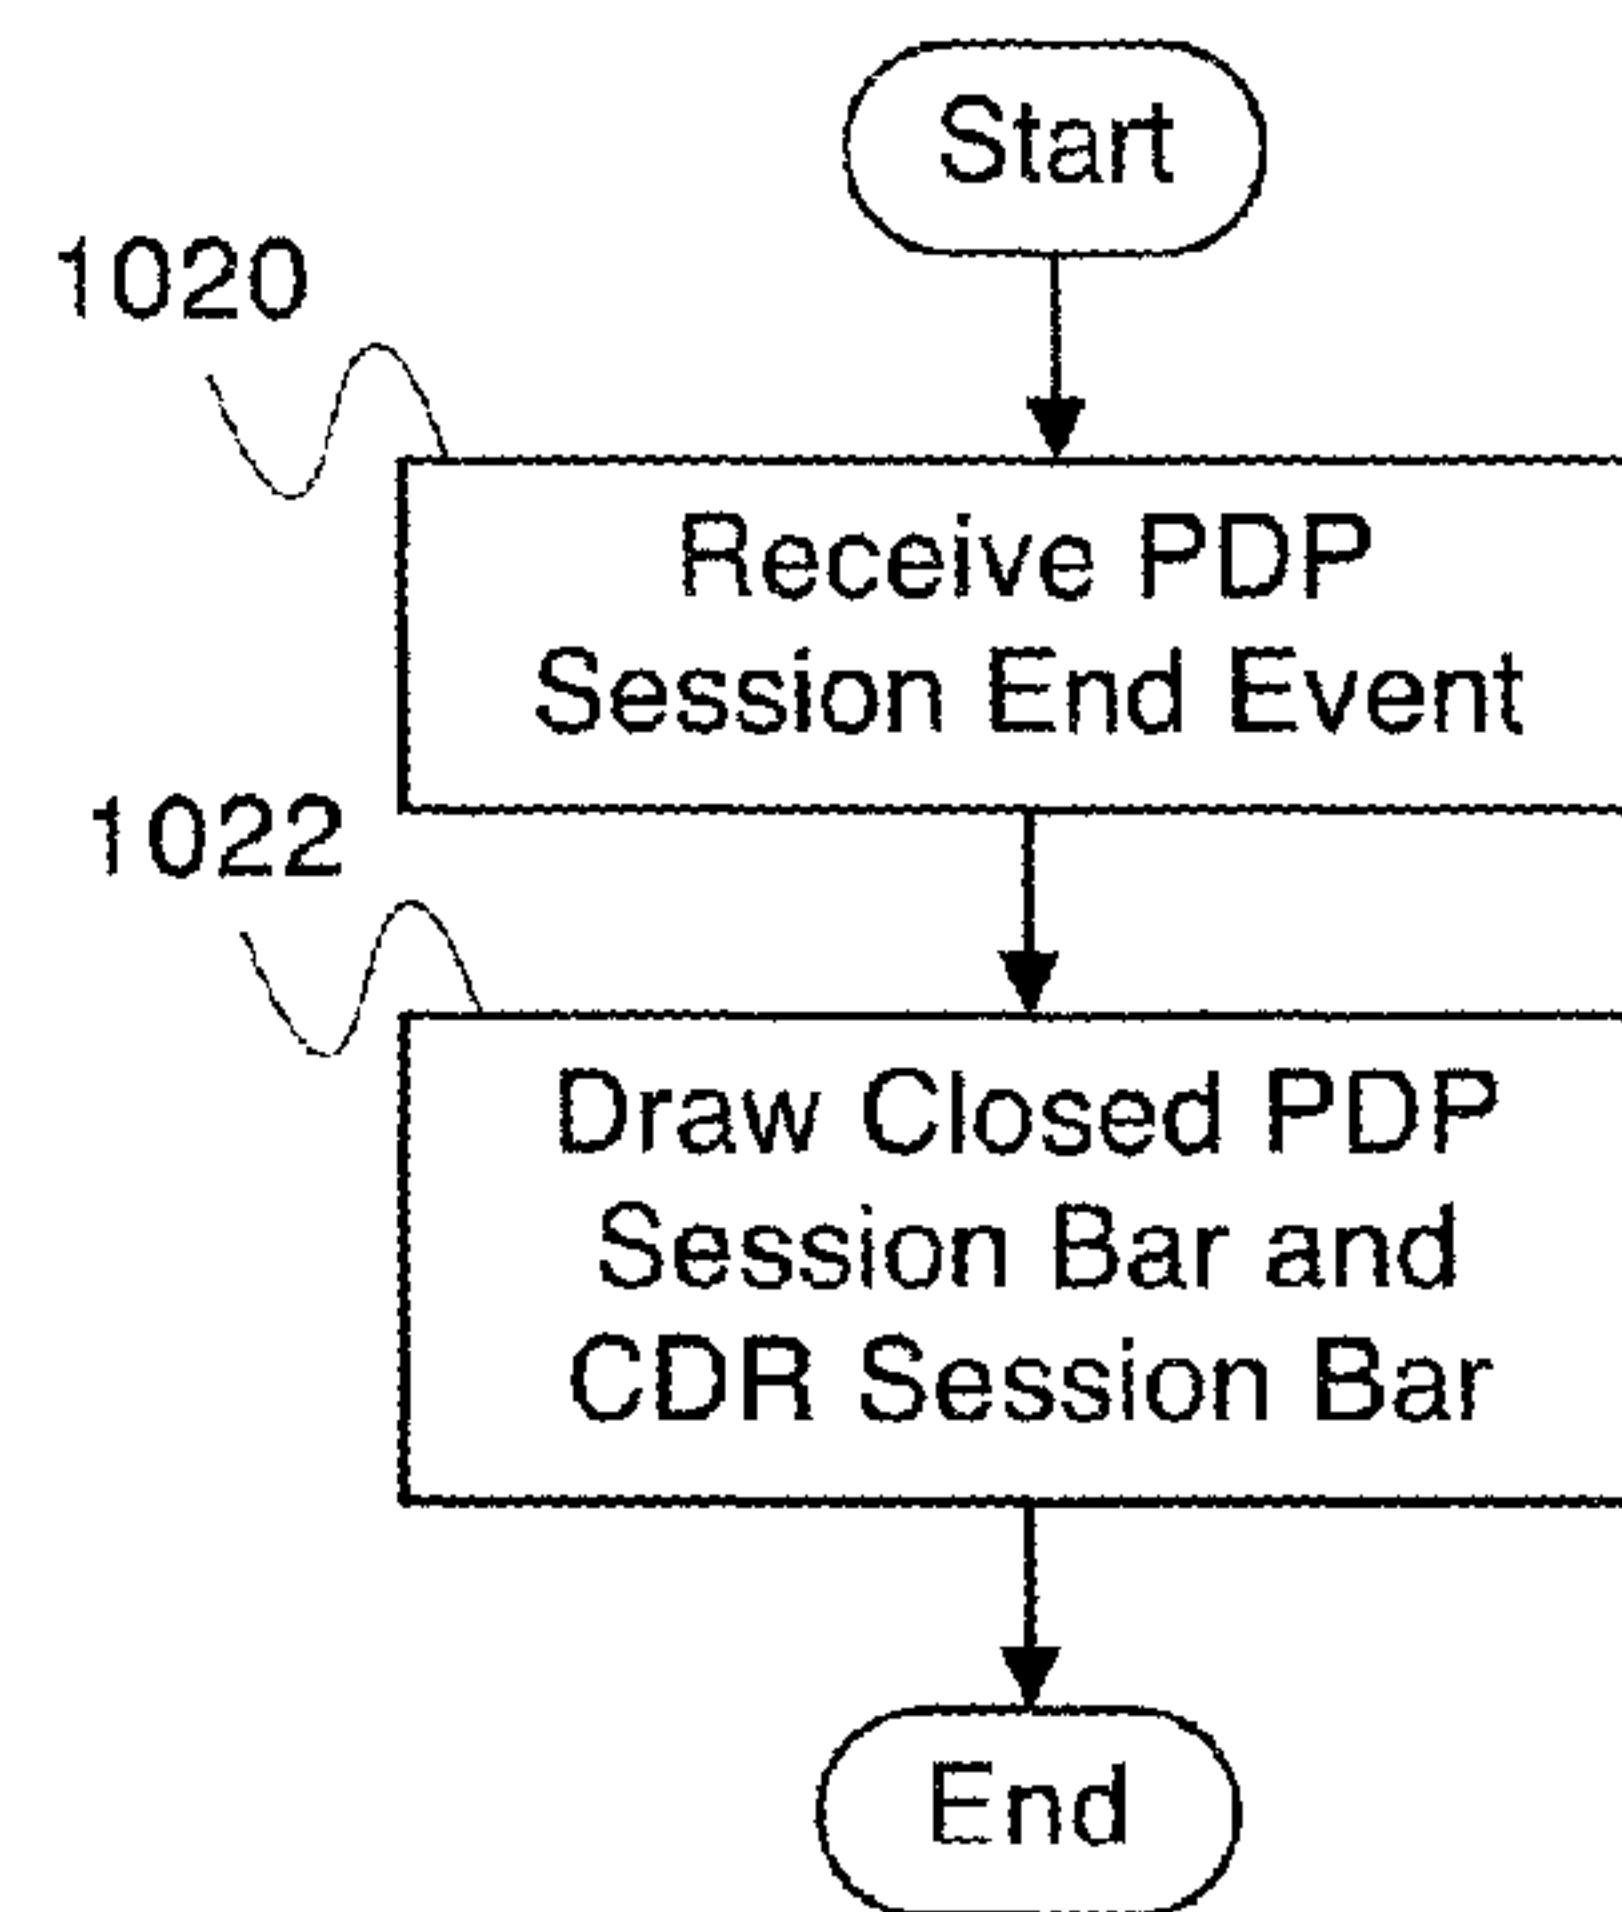 Start
1020
Receive PDP
Session End Event
1022
Draw Closed PDP
Session Bar and
CDR Session Bar
End